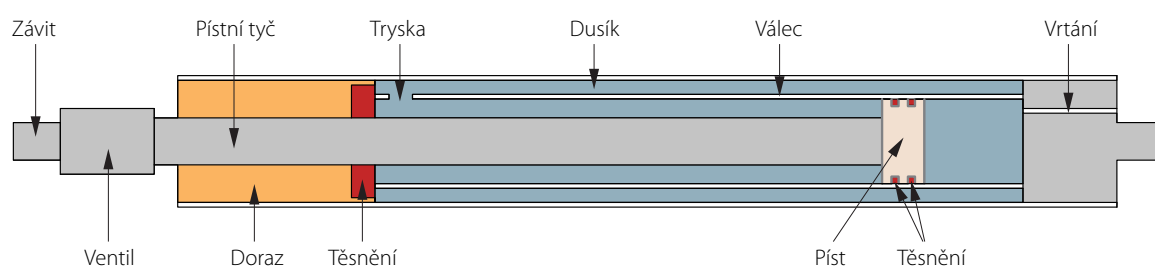 Závit
Pístní tyč
Tryska
Dusík
Válec
Vrtání
Ventil
Doraz
Těsnění
Píst
Těsnění